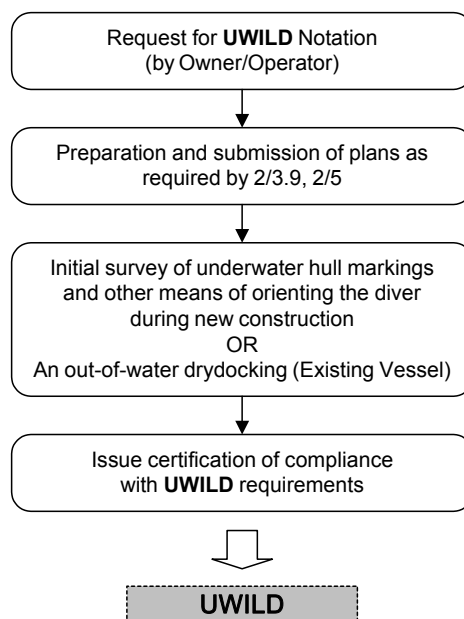 Request for UWILD Notation
(by Owner/Operator)
Preparation and submission of plans as
required by 2/3.9, 2/5
Initial survey of underwater hull markings
and other means of orienting the diver
during new construction
OR
An out-of-water drydocking (Existing Vessel)
Issue certification of compliance
with UWILD requirements
UWILD